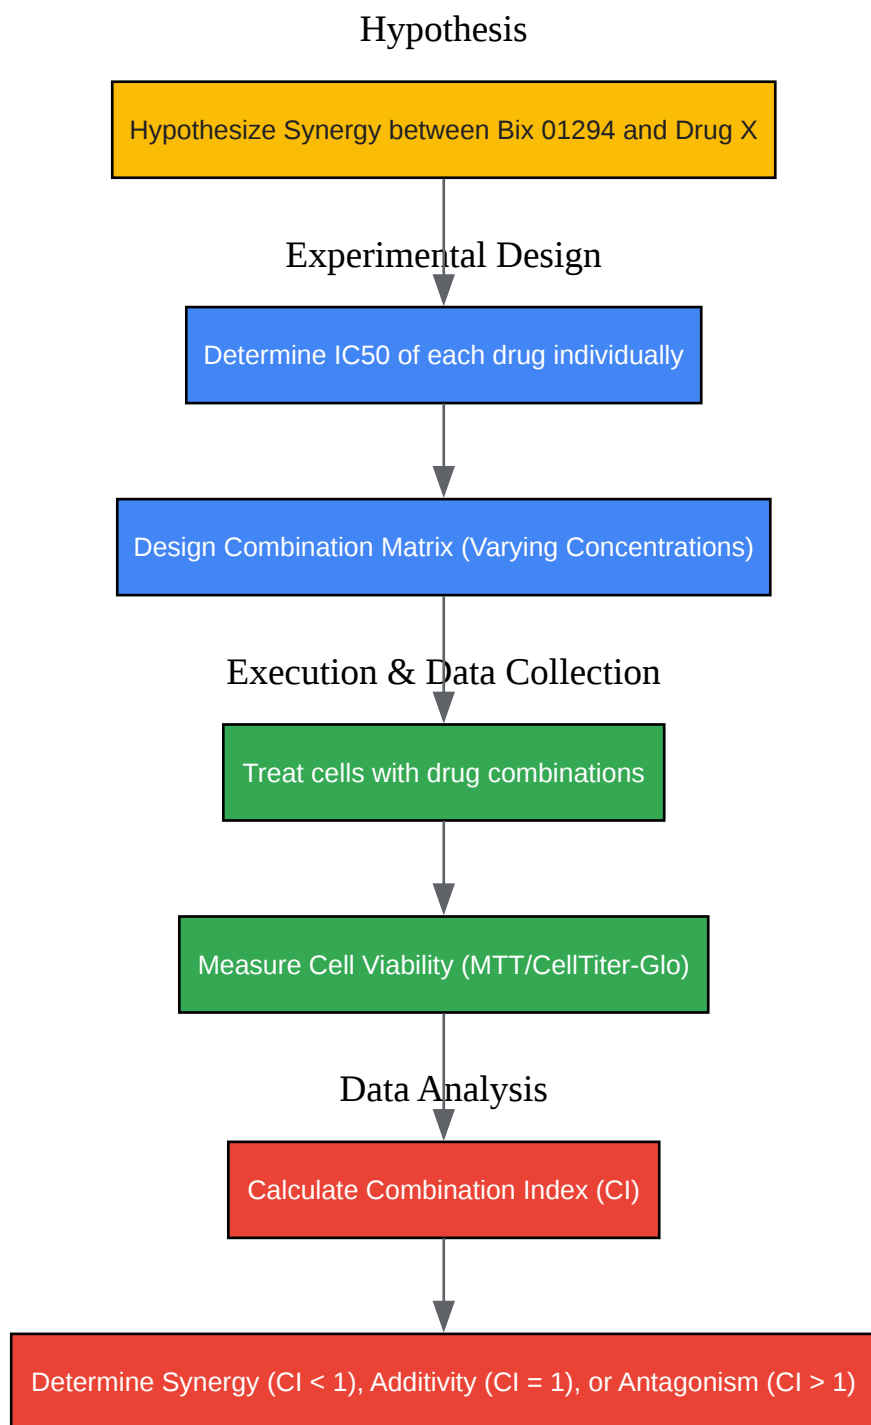 Hypothesis
Hypothesize Synergy between Bix 01294 and Drug X
Experimental Design
Determine IC50 of each drug individually
Design Combination Matrix (Varying Concentrations)
Execution & Data Collection
Treat cells with drug combinations
Measure Cell Viability (MTT/CellTiter-Glo)
Data Analysis
Calculate Combination Index (CI)
Determine Synergy (CI < 1), Additivity (CI = 1), or Antagonism (CI > 1)